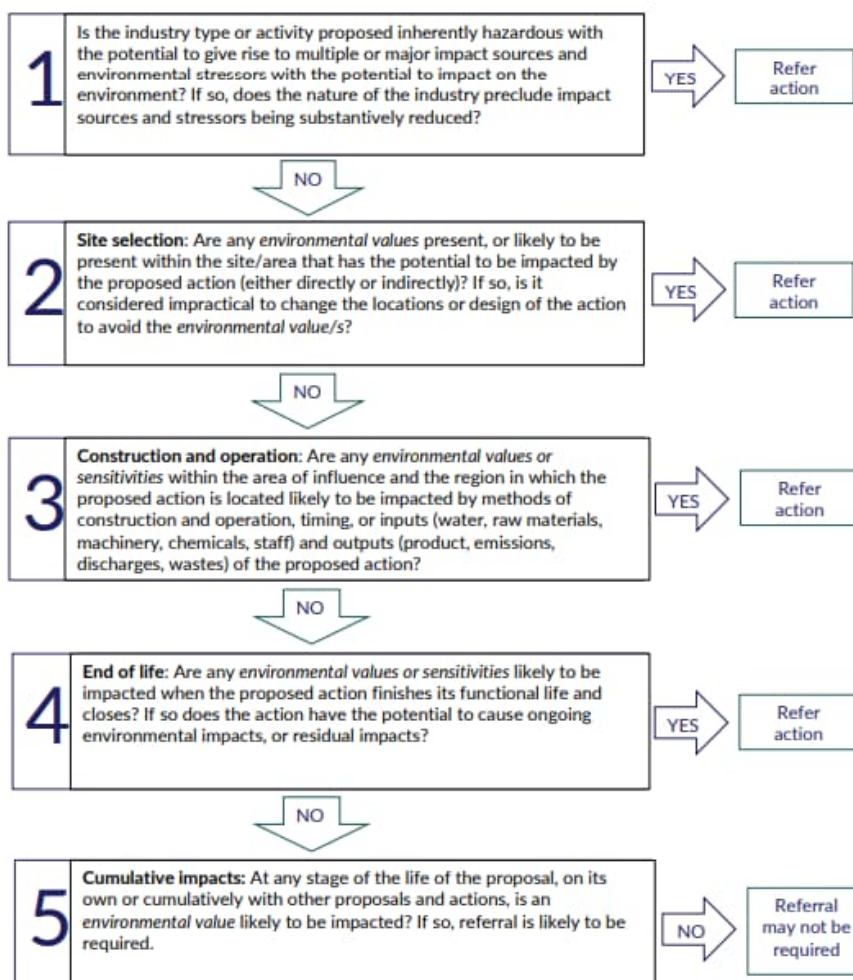 1
Is the industry type or activity proposed inherently hazardous with
the potential to give rise to multiple or major impact sources and
environmental stressors with the potential to impact on the
environment? If so, does the nature of the industry preclude impact
sources and stressors being substantively reduced?
YES
Refer
action
NO
2
Site selection: Are any environmental values present, or likely to be
present within the site/area that has the potential to be impacted by
the proposed action (either directly or indirectly)? If so, is it
considered impractical to change the locations or design of the action
to avoid the environmental value/s?
YES
Refer
action
NO
3
Construction and operation: Are any environmental values or
sensitivities within the area of influence and the region in which the
proposed action is located likely to be impacted by methods of
construction and operation, timing, or inputs (water, raw materials,
machinery, chemicals, staff) and outputs (product, emissions,
discharges, wastes) of the proposed action?
YES
Refer
action
NO
4
End of life: Are any environmental values or sensitivities likely to be
impacted when the proposed action finishes its functional life and
closes? If so does the action have the potential to cause ongoing
environmental impacts, or residual impacts?
YES
Refer
action
NO
5
Cumulative impacts: At any stage of the life of the proposal, on its
own or cumulatively with other proposals and actions, is an
environmental value likely to be impacted? If so, referral is likely to be
required.
NO
Referral
may not be
required